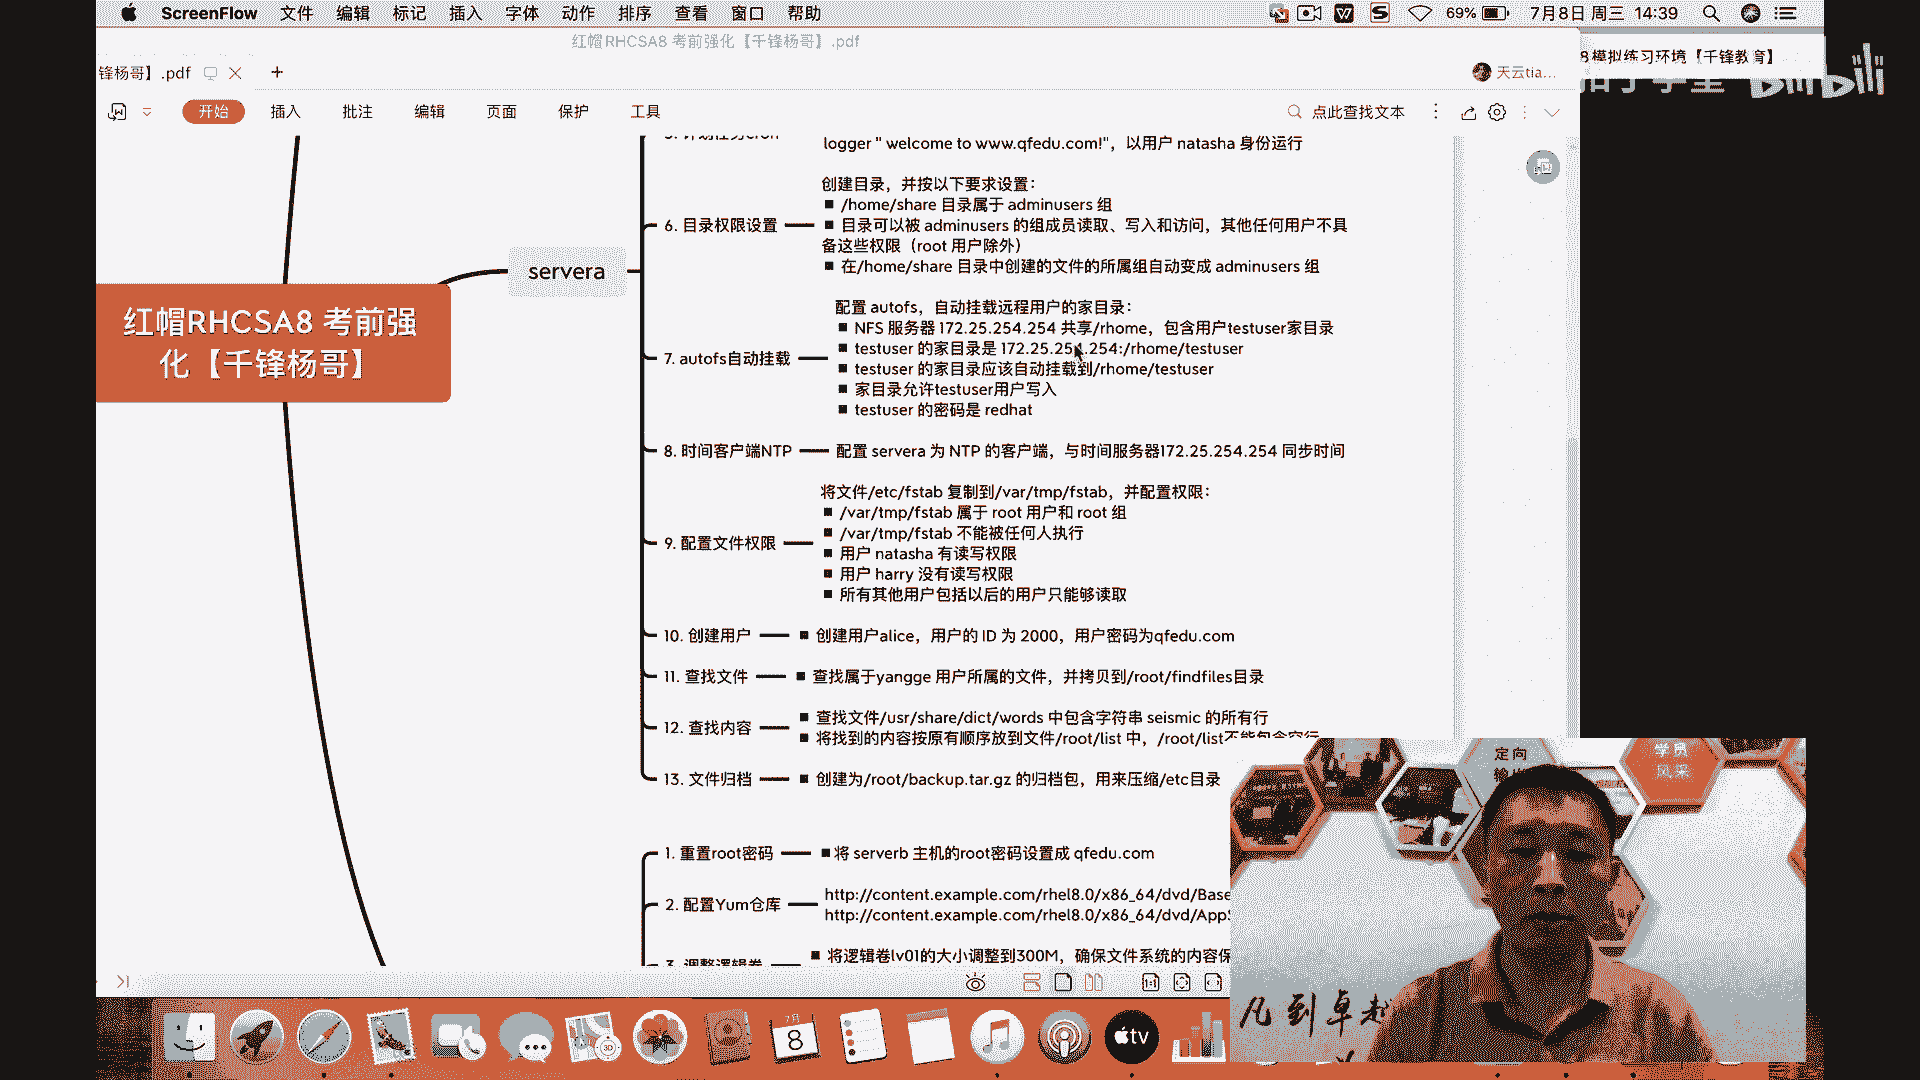 ScreenFlow 文件 编辑 标记 插入 字体 动作 排序 查看 窗口 帮助 69% 7月8日 周三 14:39
红帽RHCSA8 考前强化【千锋杨哥】.pdf
8模拟练习环境【千锋教育】
bilibili
锋杨哥】.pdf
天云tia...
开始 插入 批注 编辑 页面 保护 工具 点此查找文本
logger " welcome to www.qfedu.com!", 以用户 natasha 身份运行
创建目录，并按以下要求设置：
■ /home/share 目录属于 adminusers 组
6. 目录权限设置
■ 目录可以被 adminusers 的组成员读取、写入和访问，其他任何用户不具
备这些权限（root 用户除外）
■ 在/home/share 目录中创建的文件的所属组自动变成 adminusers 组
servera
红帽RHCSA8 考前强
化【千锋杨哥】
配置 autofs，自动挂载远程用户的家目录：
■ NFS 服务器 172.25.254.254 共享/rhome，包含用户testuser家目录
■ testuser 的家目录是 172.25.254.254:/rhome/testuser
7. autofs自动挂载
■ testuser 的家目录应该自动挂载到/rhome/testuser
■ 家目录允许testuser用户写入
■ testuser 的密码是 redhat
8. 时间客户端NTP
配置 servera 为 NTP 的客户端，与时间服务器172.25.254.254 同步时间
将文件/etc/fstab 复制到/var/tmp/fstab，并配置权限：
■ /var/tmp/fstab 属于 root 用户和 root 组
■ /var/tmp/fstab 不能被任何人执行
9. 配置文件权限
■ 用户 natasha 有读写权限
■ 用户 harry 没有读写权限
■ 所有其他用户包括以后的用户只能够读取
10. 创建用户
■ 创建用户alice，用户的 ID 为 2000，用户密码为qfedu.com
11. 查找文件
■ 查找属于yangge 用户所属的文件，并拷贝到/root/findfiles目录
12. 查找内容
■ 查找文件/usr/share/dict/words 中包含字符串 seismic 的所有行
■ 将找到的内容按原有顺序放到文件/root/list 中，/root/list不能包含空行
13. 文件归档
■ 创建为/root/backup.tar.gz 的归档包，用来压缩/etc目录
1. 重置root密码
■ 将 serverb 主机的root密码设置成 qfedu.com
2. 配置Yum仓库
http://content.example.com/rhel8.0/x86_64/dvd/Base
http://content.example.com/rhel8.0/x86_64/dvd/App
3. 调整逻辑卷
■ 将逻辑卷lv01的大小调整到300M，确保文件系统的内容保
定向
学员
风采
凡到卓越
7月
8
tv